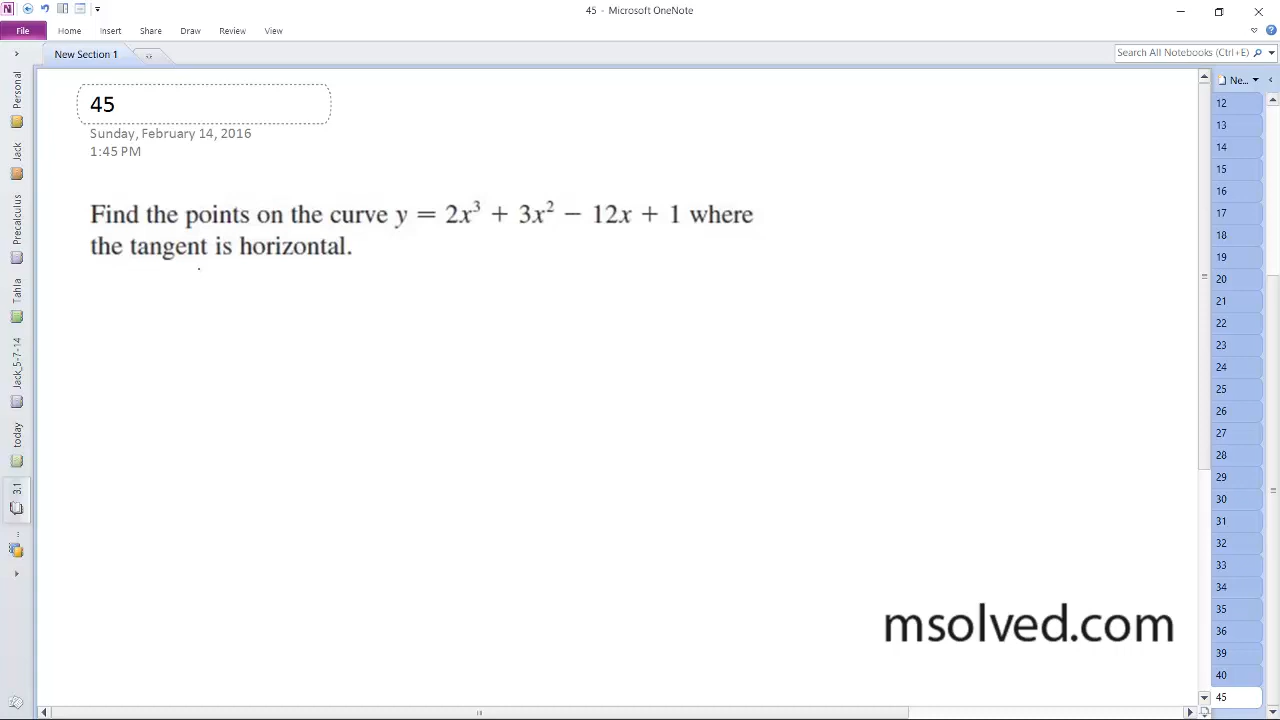 45 - Microsoft OneNote
File Home Insert Share Draw Review View
New Section 1
Search All Notebooks (Ctrl+E)
45
Sunday, February 14, 2016
1:45 PM
Find the points on the curve y = 2x³ + 3x² − 12x + 1 where
the tangent is horizontal.
msolved.com
Personal
Jack
Precalculus
Talia
Jack-5-7-14
today
3.1
Ne...
12
13
14
15
16
17
18
19
20
21
22
23
24
25
26
27
28
29
30
31
32
33
34
35
36
39
40
45